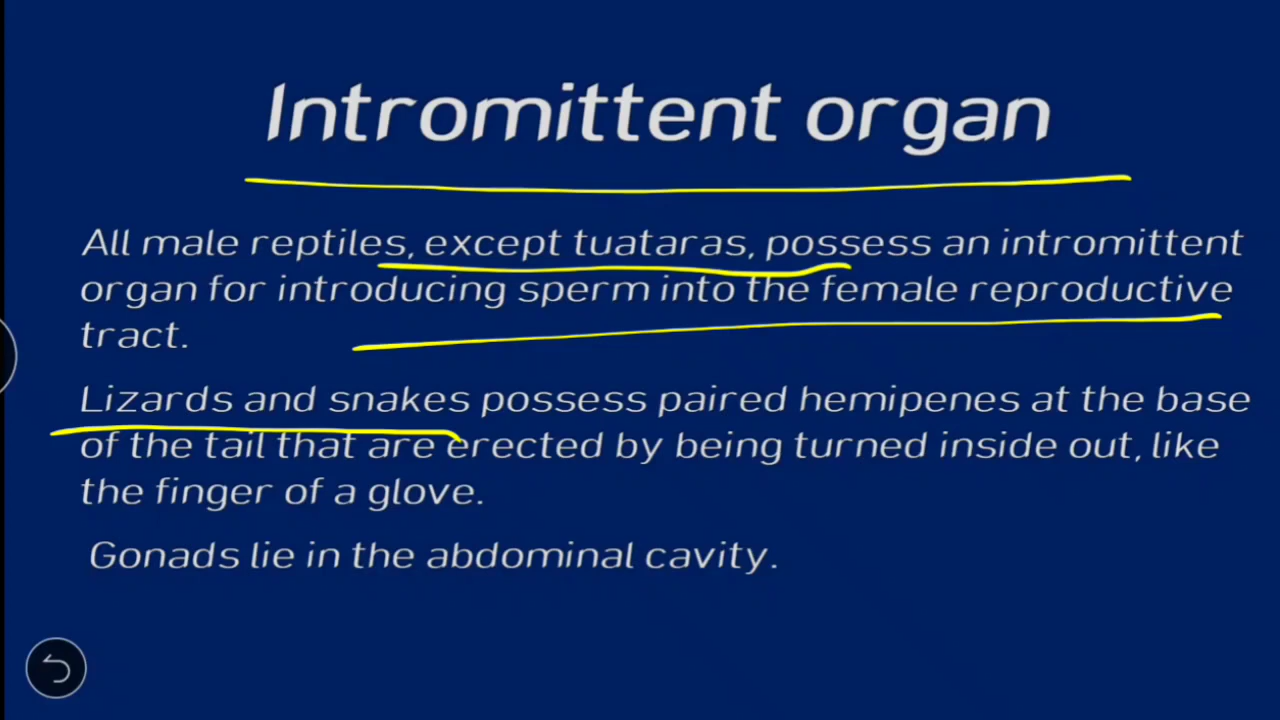 Intromittent organ
All male reptiles, except tuataras, possess an intromittent
organ for introducing sperm into the female reproductive
tract.
Lizards and snakes possess paired hemipenes at the base
of the tail that are erected by being turned inside out, like
the finger of a glove.
Gonads lie in the abdominal cavity.